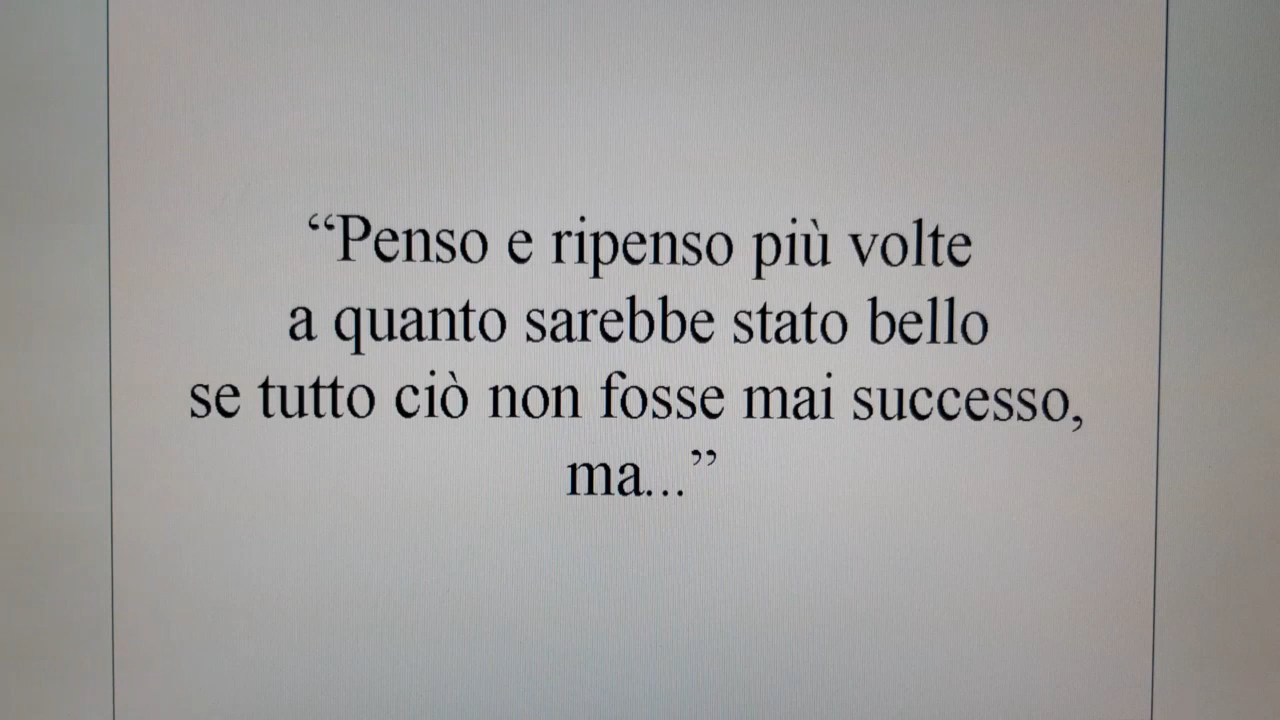 “Penso e ripenso più volte
a quanto sarebbe stato bello
se tutto ciò non fosse mai successo,
ma...”